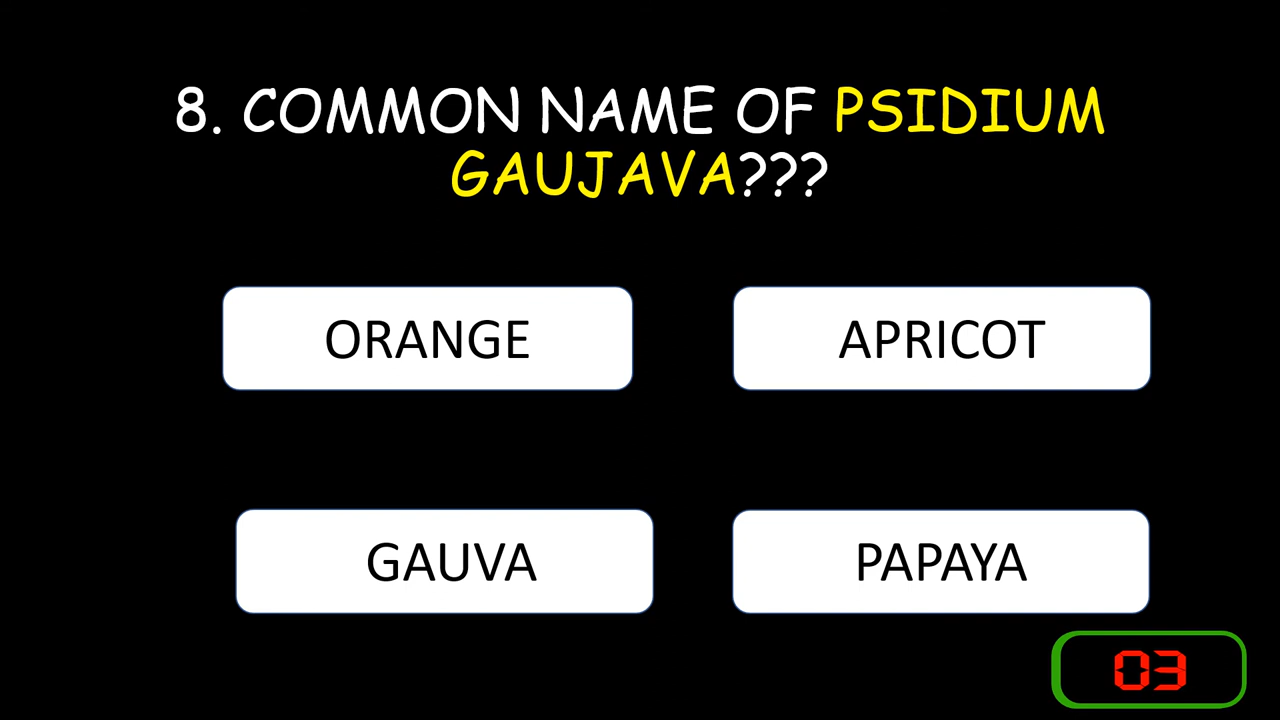 8. COMMON NAME OF PSIDIUM
GAUJAVA???
ORANGE
APRICOT
GAUVA
PAPAYA
03